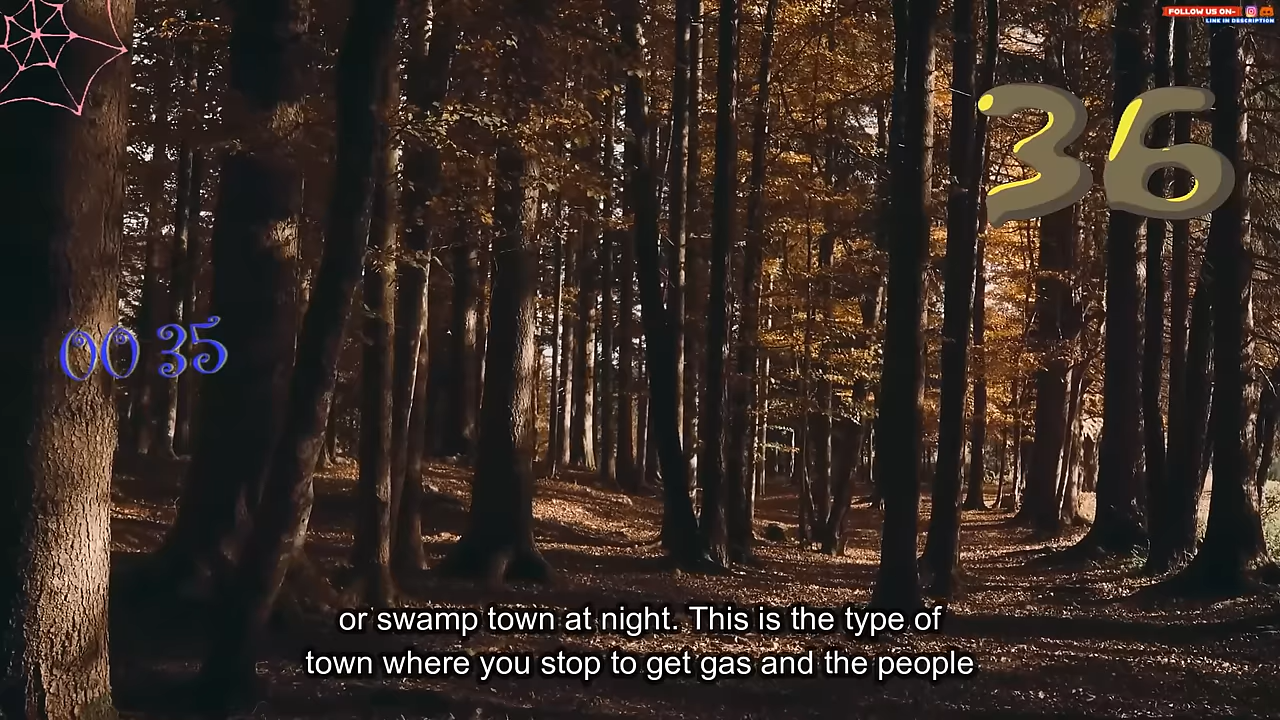 FOLLOW US ON-
LINK IN DESCRIPTION
36
00 35
or swamp town at night. This is the type of
town where you stop to get gas and the people